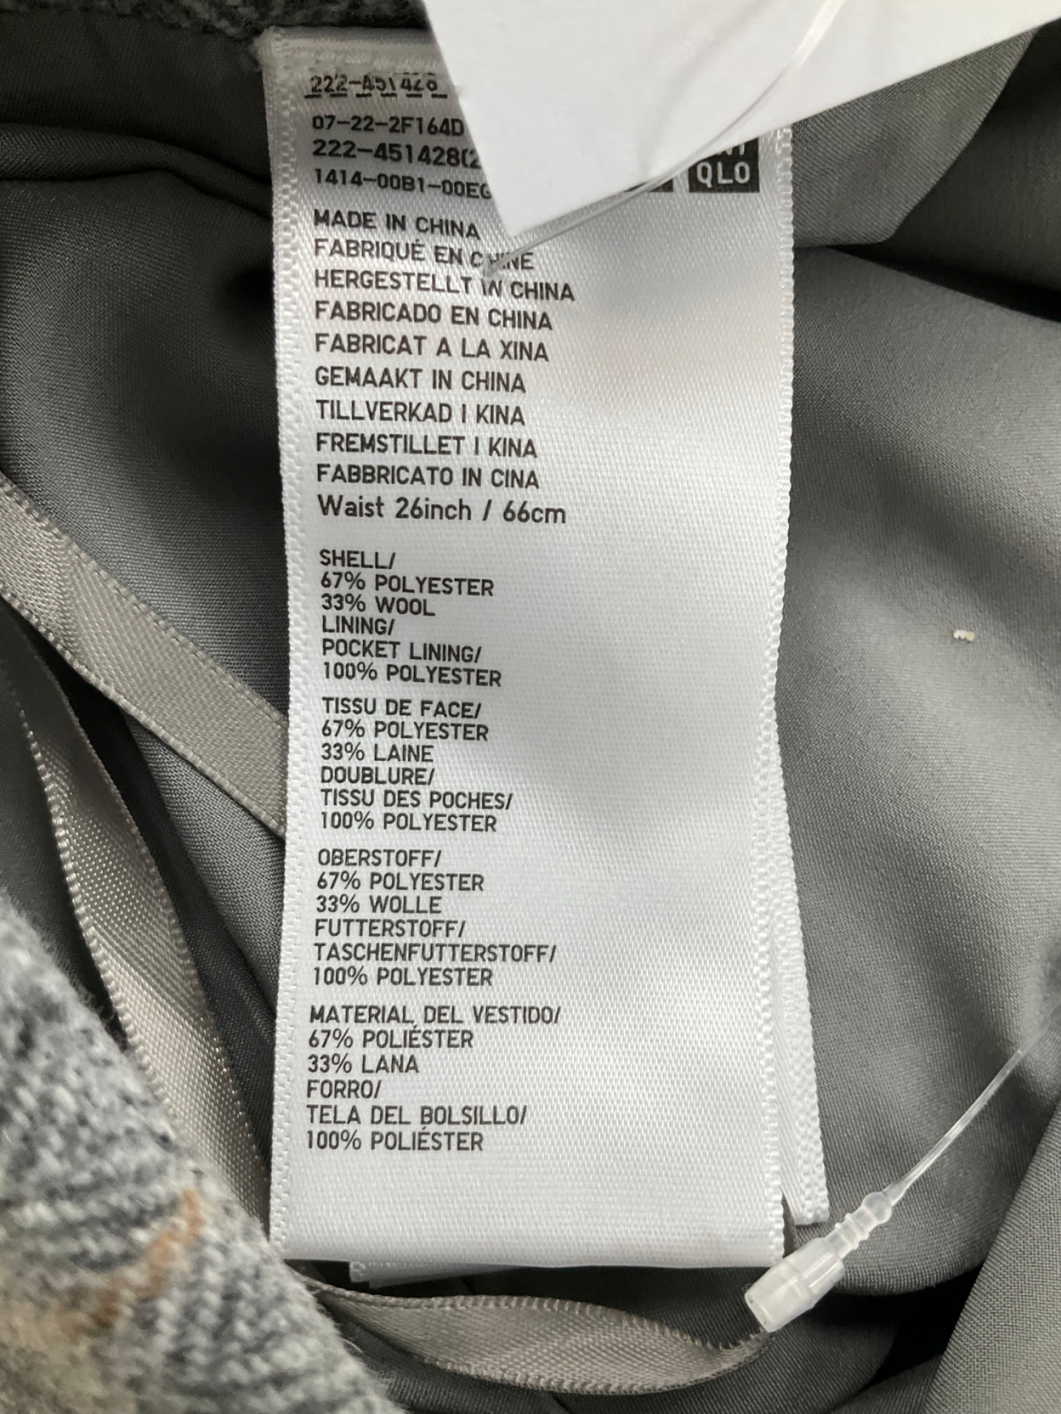 222-451428
07-22-2F164D
222-451428(2
1414-00B1-00EG
QLO
MADE IN CHINA
FABRIQUÉ EN CHINE
HERGESTELLT IN CHINA
FABRICADO EN CHINA
FABRICAT A LA XINA
GEMAAKT IN CHINA
TILLVERKAD I KINA
FREMSTILLET I KINA
FABBRICATO IN CINA
Waist 26inch / 66cm
SHELL/
67% POLYESTER
33% WOOL
LINING/
POCKET LINING/
100% POLYESTER
TISSU DE FACE/
67% POLYESTER
33% LAINE
DOUBLURE/
TISSU DES POCHES/
100% POLYESTER
OBERSTOFF/
67% POLYESTER
33% WOLLE
FUTTERSTOFF/
TASCHENFUTTERSTOFF/
100% POLYESTER
MATERIAL DEL VESTIDO/
67% POLIÉSTER
33% LANA
FORRO/
TELA DEL BOLSILLO/
100% POLIÉSTER